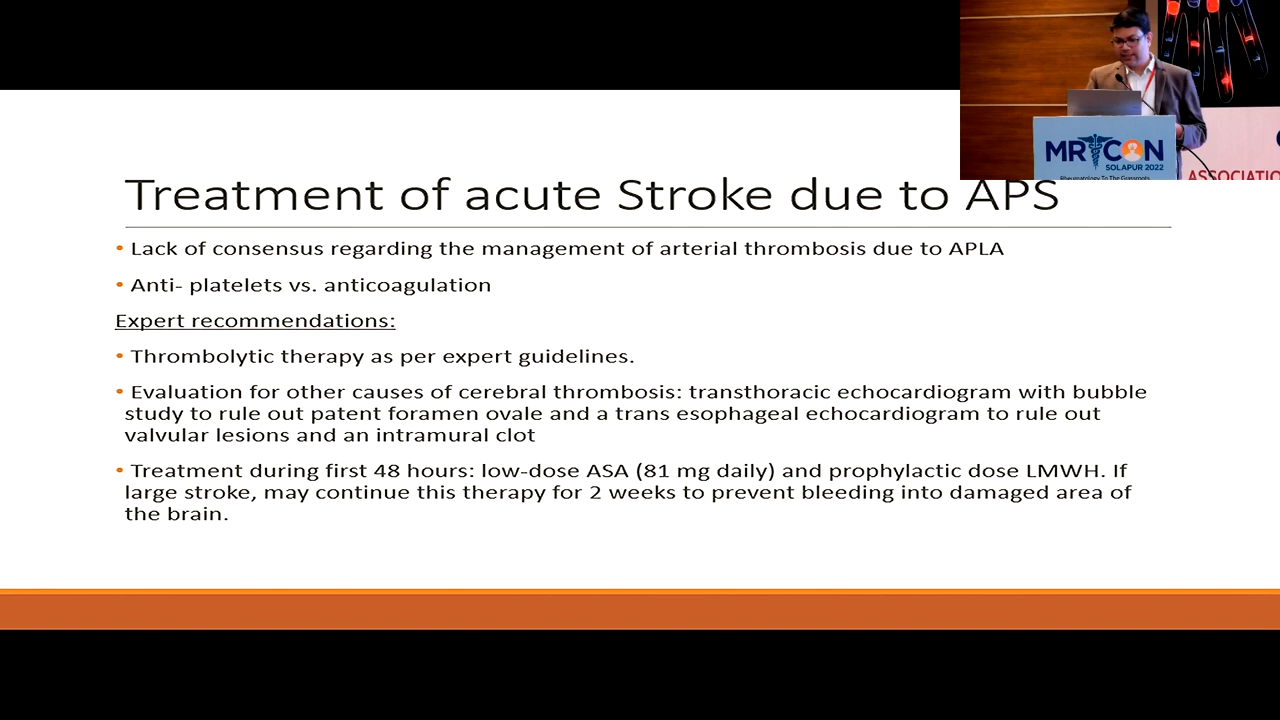 MRCON
SOLAPUR 2022
Rheumatology To The Grassroots
ASSOCIATIO
Treatment of acute Stroke due to APS
• Lack of consensus regarding the management of arterial thrombosis due to APLA
• Anti- platelets vs. anticoagulation
Expert recommendations:
• Thrombolytic therapy as per expert guidelines.
• Evaluation for other causes of cerebral thrombosis: transthoracic echocardiogram with bubble
study to rule out patent foramen ovale and a trans esophageal echocardiogram to rule out
valvular lesions and an intramural clot
• Treatment during first 48 hours: low-dose ASA (81 mg daily) and prophylactic dose LMWH. If
large stroke, may continue this therapy for 2 weeks to prevent bleeding into damaged area of
the brain.